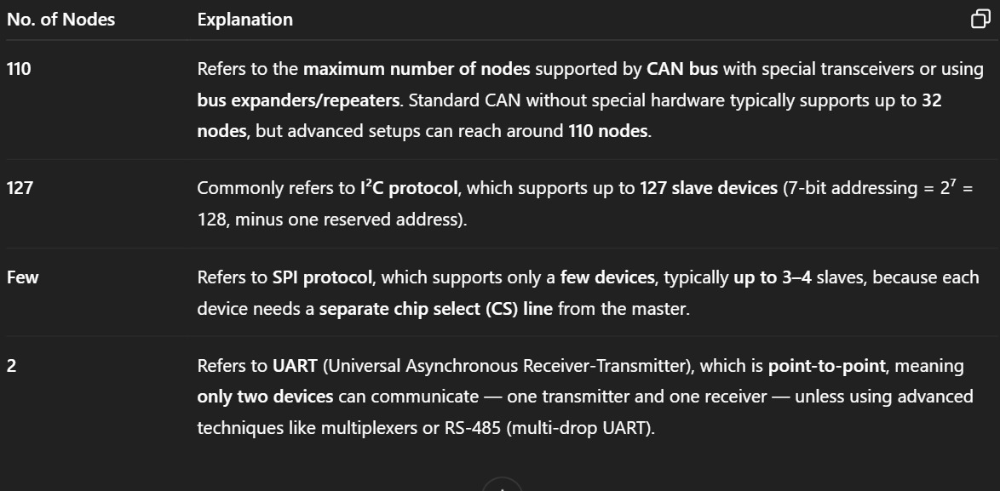 No. of Nodes Explanation
110 Refers to the maximum number of nodes supported by CAN bus with special transceivers or using
bus expanders/repeaters. Standard CAN without special hardware typically supports up to 32
nodes, but advanced setups can reach around 110 nodes.
127 Commonly refers to I²C protocol, which supports up to 127 slave devices (7-bit addressing = 2⁷ =
128, minus one reserved address).
Few Refers to SPI protocol, which supports only a few devices, typically up to 3–4 slaves, because each
device needs a separate chip select (CS) line from the master.
2 Refers to UART (Universal Asynchronous Receiver-Transmitter), which is point-to-point, meaning
only two devices can communicate — one transmitter and one receiver — unless using advanced
techniques like multiplexers or RS-485 (multi-drop UART).